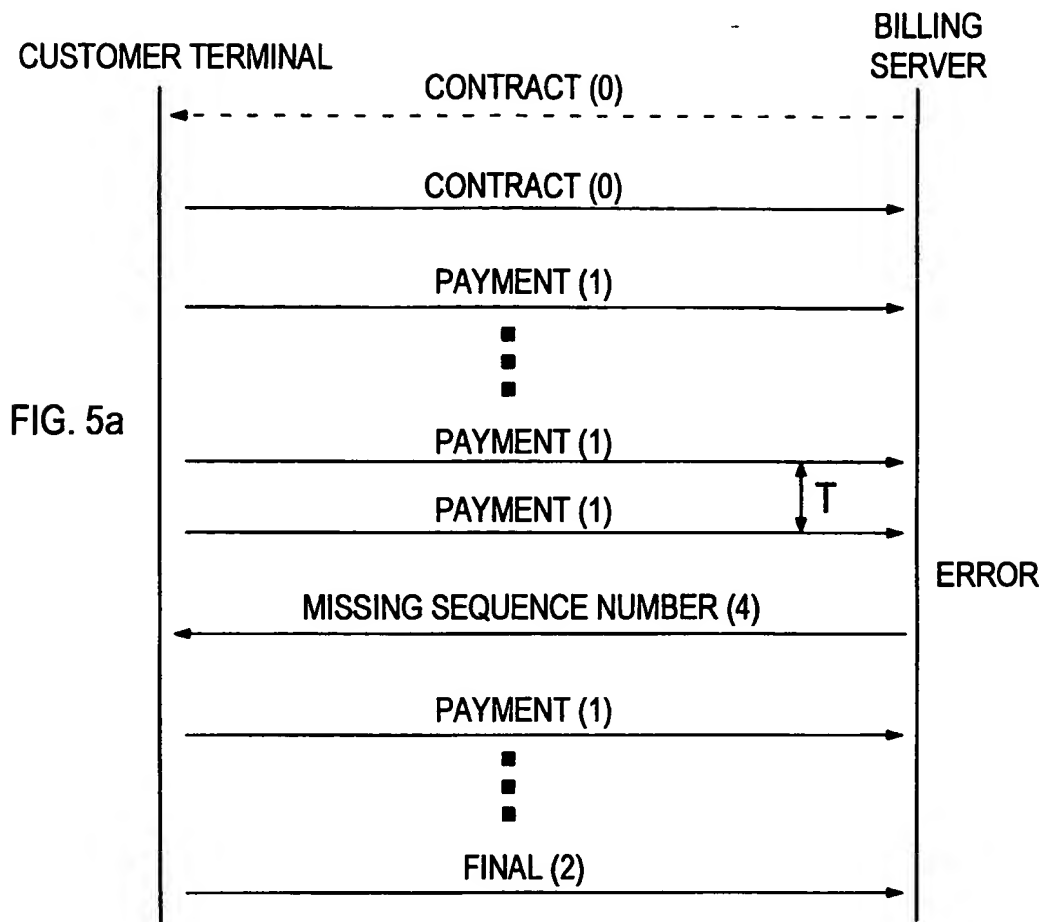 CUSTOMER TERMINAL
BILLING
SERVER
CONTRACT (0)
CONTRACT (0)
PAYMENT (1)
FIG. 5a
PAYMENT (1)
T
PAYMENT (1)
ERROR
MISSING SEQUENCE NUMBER (4)
PAYMENT (1)
FINAL (2)